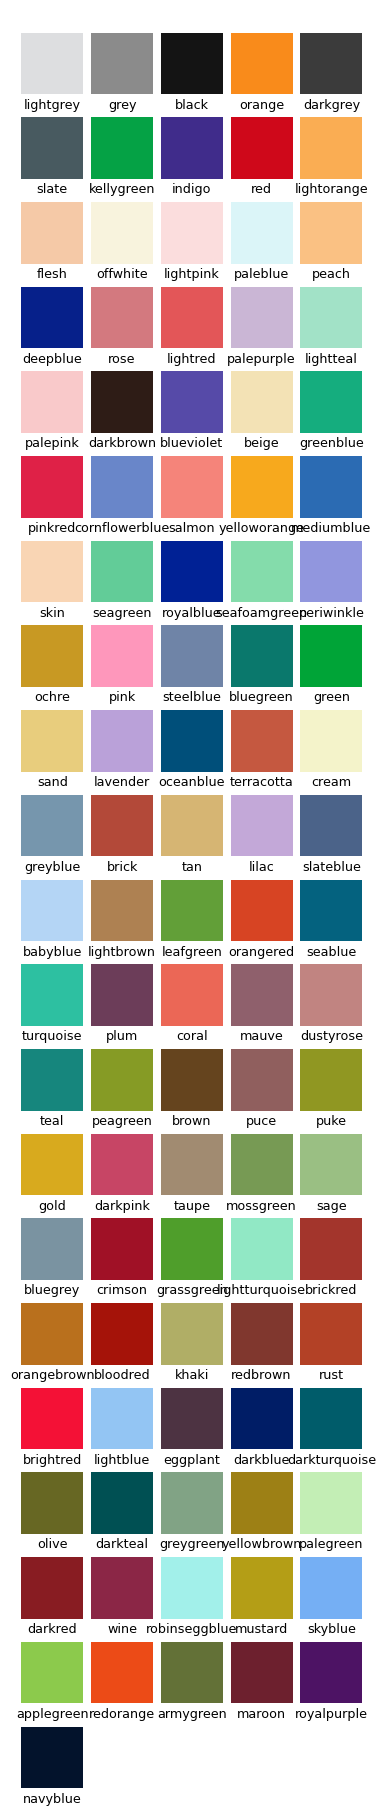 lightgrey grey black orange darkgrey
slate kellygreen indigo red lightorange
flesh offwhite lightpink paleblue peach
deepblue rose lightred palepurple lightteal
palepink darkbrown blueviolet beige greenblue
pinkred cornflowerblue salmon yelloworange mediumblue
skin seagreen royalblue seafoamgreen periwinkle
ochre pink steelblue bluegreen green
sand lavender oceanblue terracotta cream
greyblue brick tan lilac slateblue
babyblue lightbrown leafgreen orangered seablue
turquoise plum coral mauve dustyrose
teal peagreen brown puce puke
gold darkpink taupe mossgreen sage
bluegrey crimson grassgreen lightturquoise brickred
orangebrown bloodred khaki redbrown rust
brightred lightblue eggplant darkblue darkturquoise
olive darkteal greygreen yellowbrown palegreen
darkred wine robinseggblue mustard skyblue
applegreen redorange armygreen maroon royalpurple
navyblue